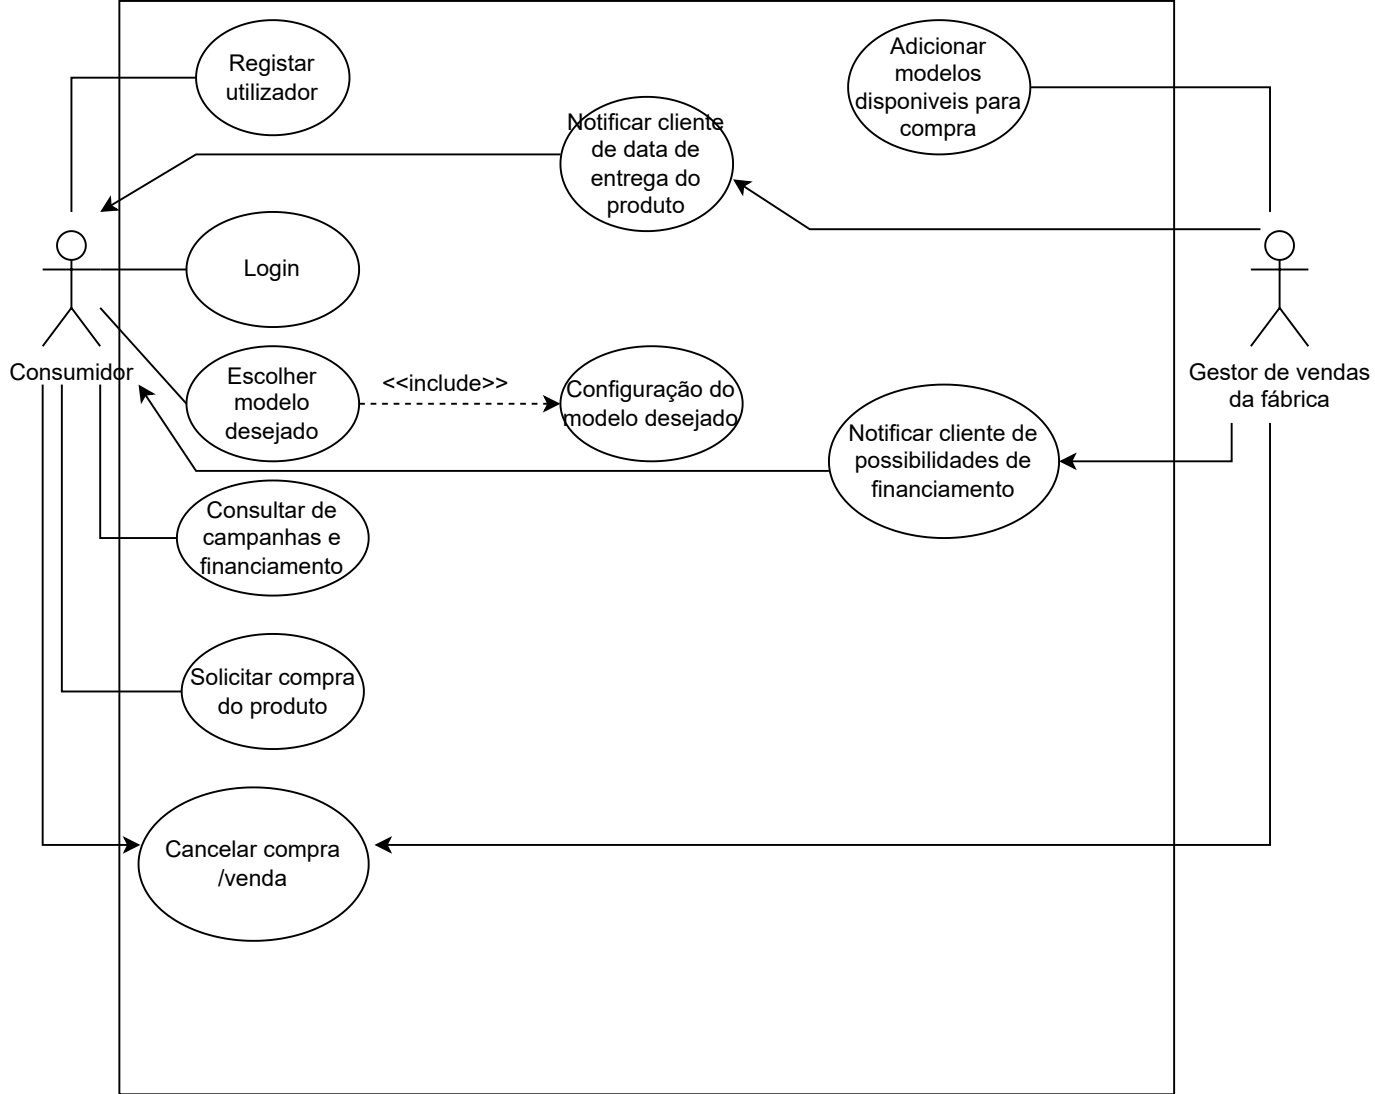 Registar
utilizador
Adicionar
modelos
disponiveis para
compra
Notificar cliente
de data de
entrega do
produto
Login
Consumidor
Gestor de vendas
da fábrica
Escolher
modelo
desejado
<<include>>
Configuração do
modelo desejado
Notificar cliente de
possibilidades de
financiamento
Consultar de
campanhas e
financiamento
Solicitar compra
do produto
Cancelar compra
/venda